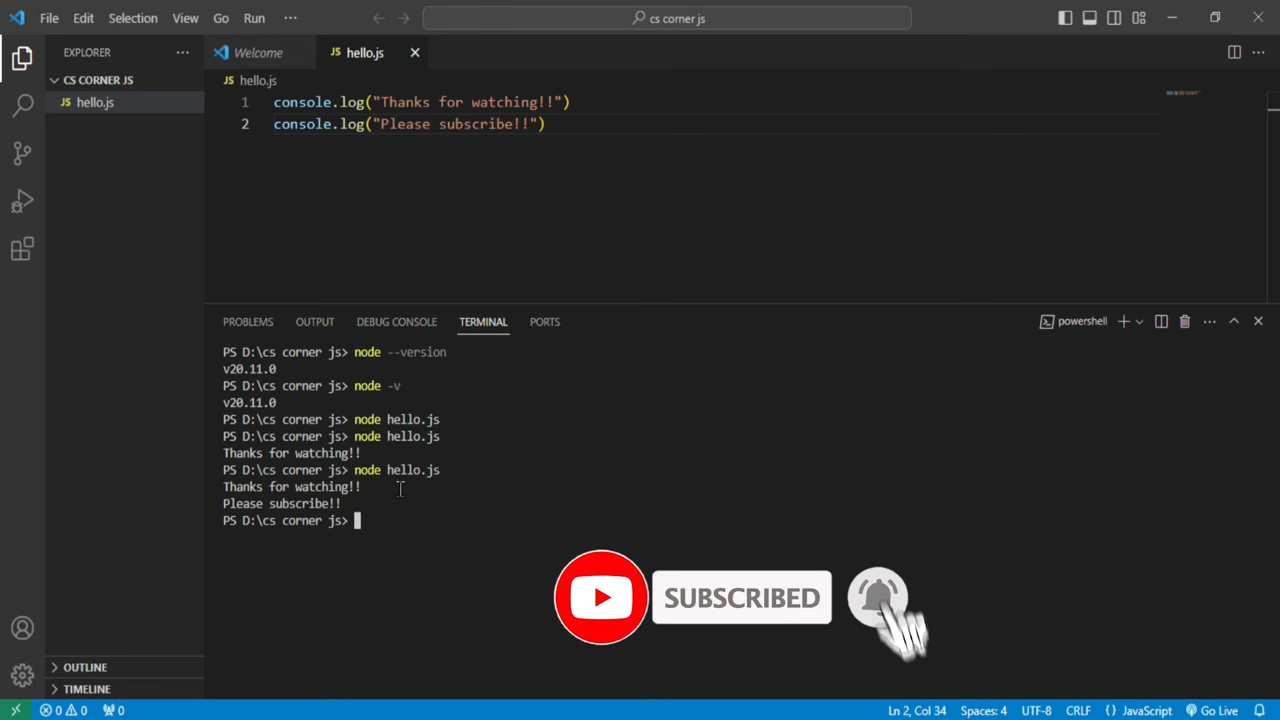 File Edit Selection View Go Run ··· cs corner js
EXPLORER ···
Welcome
hello.js
CS CORNER JS
hello.js
hello.js
1 console.log("Thanks for watching!!")
2 console.log("Please subscribe!!")
PROBLEMS OUTPUT DEBUG CONSOLE TERMINAL PORTS
powershell
PS D:\cs corner js> node --version
v20.11.0
PS D:\cs corner js> node -v
v20.11.0
PS D:\cs corner js> node hello.js
PS D:\cs corner js> node hello.js
Thanks for watching!!
PS D:\cs corner js> node hello.js
Thanks for watching!!
Please subscribe!!
PS D:\cs corner js>
SUBSCRIBED
OUTLINE
TIMELINE
0 0 0 Ln 2, Col 34 Spaces: 4 UTF-8 CRLF {} JavaScript Go Live